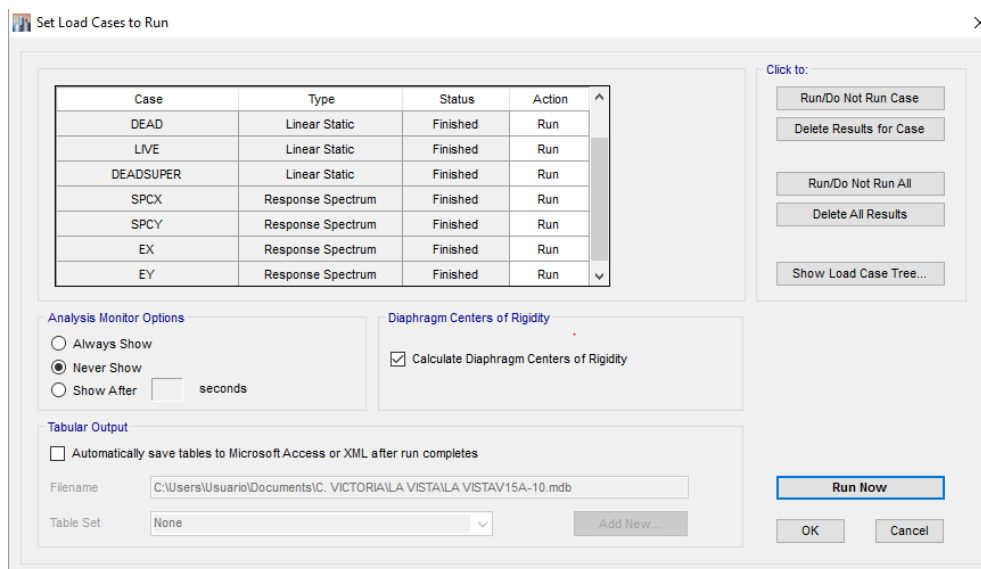 Set Load Cases to Run
Click to:
Case Type Status Action
DEAD Linear Static Finished Run
LIVE Linear Static Finished Run
DEADSUPER Linear Static Finished Run
SPCX Response Spectrum Finished Run
SPCY Response Spectrum Finished Run
EX Response Spectrum Finished Run
EY Response Spectrum Finished Run
Run/Do Not Run Case
Delete Results for Case
Run/Do Not Run All
Delete All Results
Show Load Case Tree...
Analysis Monitor Options
Always Show
Never Show
Show After seconds
Diaphragm Centers of Rigidity
Calculate Diaphragm Centers of Rigidity
Tabular Output
Automatically save tables to Microsoft Access or XML after run completes
Filename C:\Users\Usuario\Documents\C. VICTORIA\LA VISTA\LA VISTAV15A-10.mdb
Table Set None Add New...
Run Now
OK Cancel